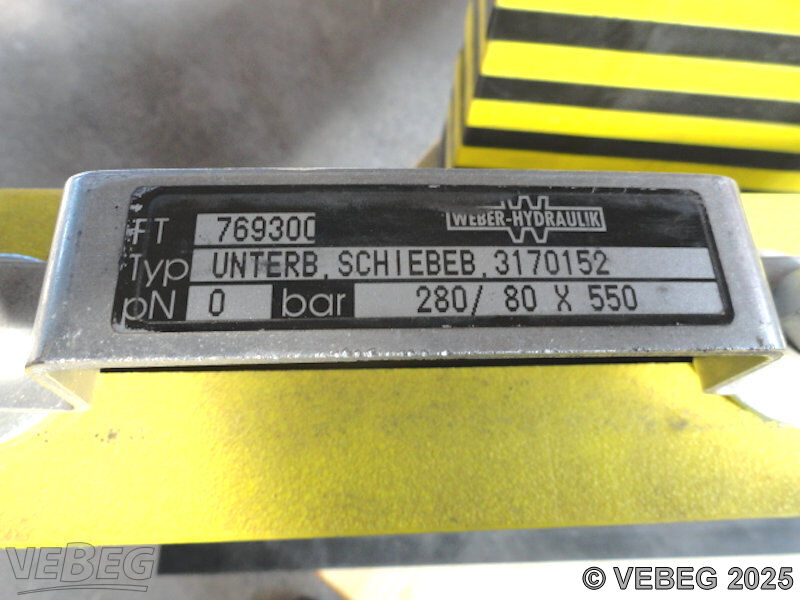 WEBER-HYDRAULIK
FT 769300
Typ UNTERB. SCHIEBEB. 3170152
pN 0 bar 280/ 80 X 550
VEBEG
© VEBEG 2025